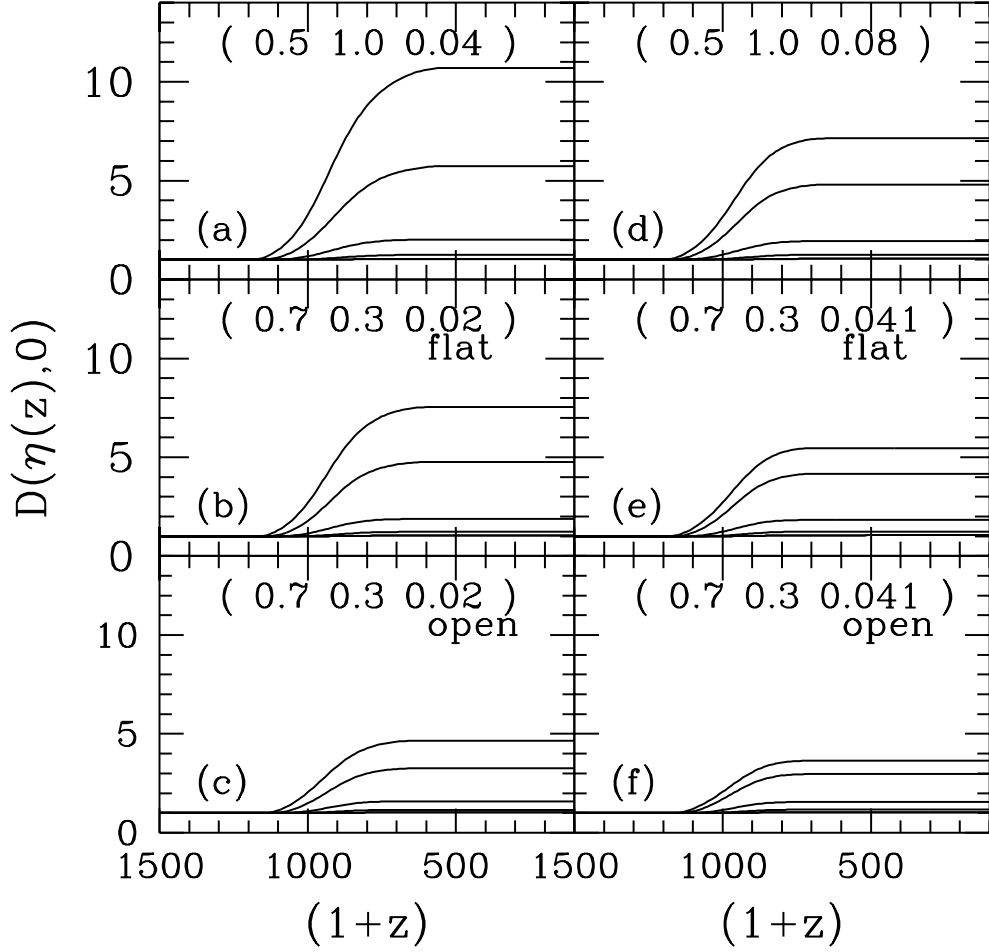 ( 0.5 1.0 0.04 )
( 0.5 1.0 0.08 )
10
5
(a)
(d)
0
( 0.7 0.3 0.02 )
flat
( 0.7 0.3 0.041 )
flat
10
D(η(z),0)
5
(b)
(e)
0
( 0.7 0.3 0.02 )
open
( 0.7 0.3 0.041 )
open
10
5
(c)
(f)
0
1500 1000 500 1500 1000 500
(1+z) (1+z)